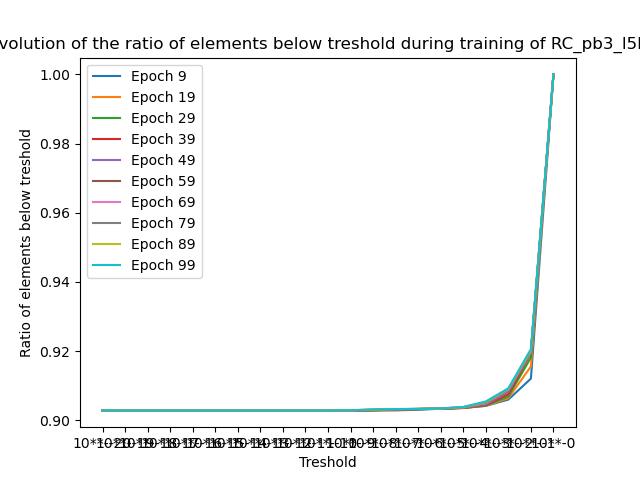 volution of the ratio of elements below treshold during training of RC_pb3_l5
1.00
0.98
0.96
0.94
0.92
0.90
Ratio of elements below treshold
Epoch 9
Epoch 19
Epoch 29
Epoch 39
Epoch 49
Epoch 59
Epoch 69
Epoch 79
Epoch 89
Epoch 99
Treshold